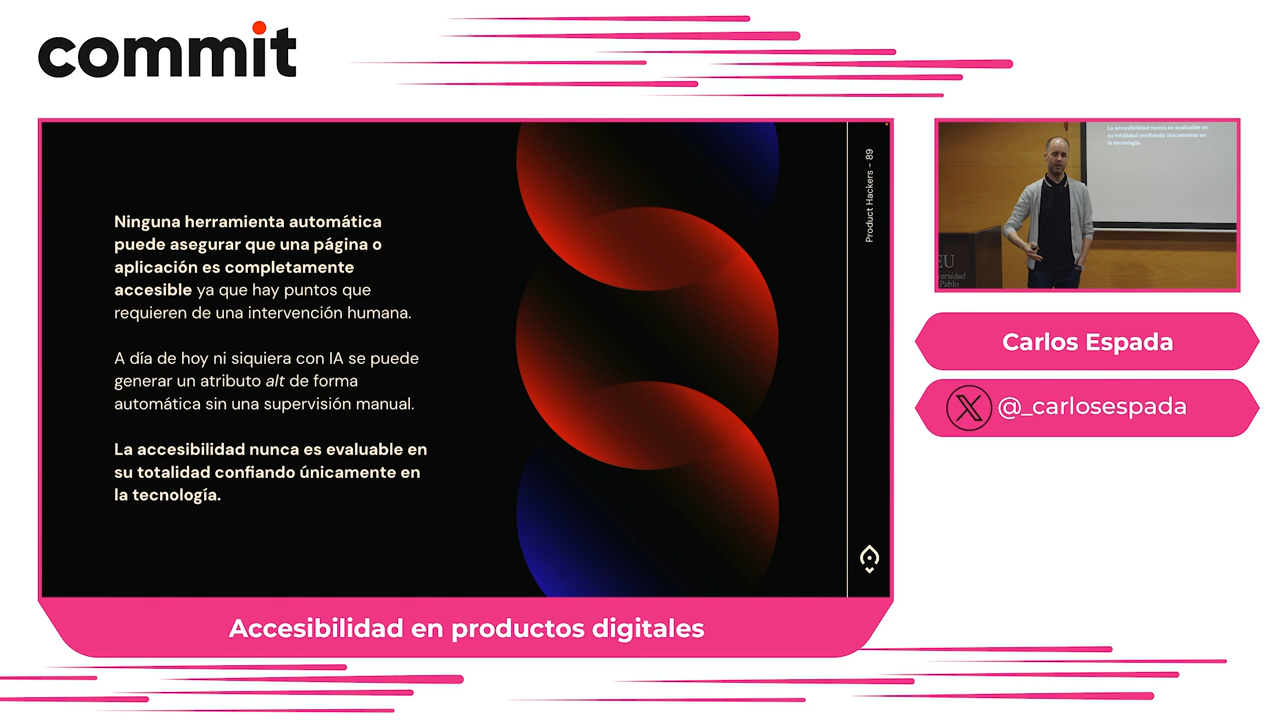 commit
Ninguna herramienta automática
puede asegurar que una página o
aplicación es completamente
accesible ya que hay puntos que
requieren de una intervención humana.
A día de hoy ni siquiera con IA se puede
generar un atributo alt de forma
automática sin una supervisión manual.
La accesibilidad nunca es evaluable en
su totalidad confiando únicamente en
la tecnología.
Product Hackers – 89
La accesibilidad nunca es evaluable en
su totalidad confiando únicamente en
la tecnología.
EU
versidad
Pablo
Carlos Espada
@_carlosespada
Accesibilidad en productos digitales